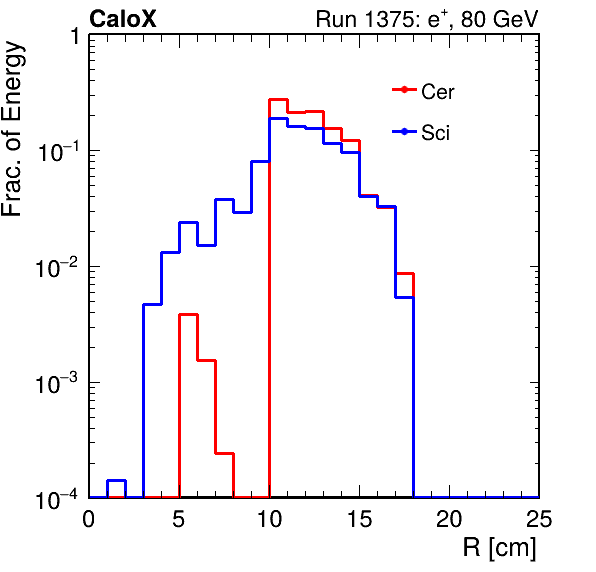 CaloX Run 1375: e⁺, 80 GeV
Frac. of Energy
1
10⁻¹
10⁻²
10⁻³
10⁻⁴
Cer
Sci
0 5 10 15 20 25
R [cm]